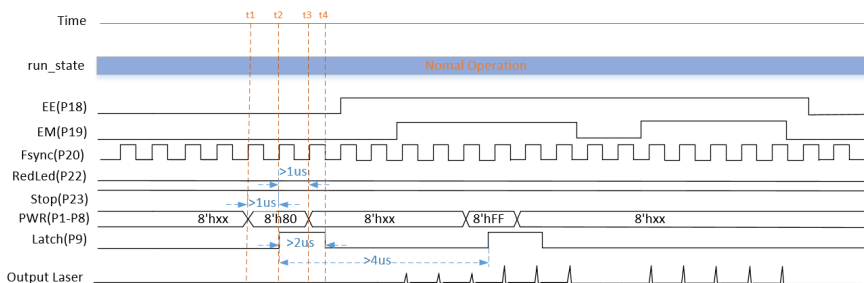 Time t1 t2 t3 t4
run_state Nomal Operation
EE(P18)
EM(P19)
Fsync(P20)
>1us
RedLed(P22)
Stop(P23)
>1us
PWR(P1-P8) 8'hxx 8'h80 8'hxx 8'hFF 8'hxx
Latch(P9)
>2us
>4us
Output Laser